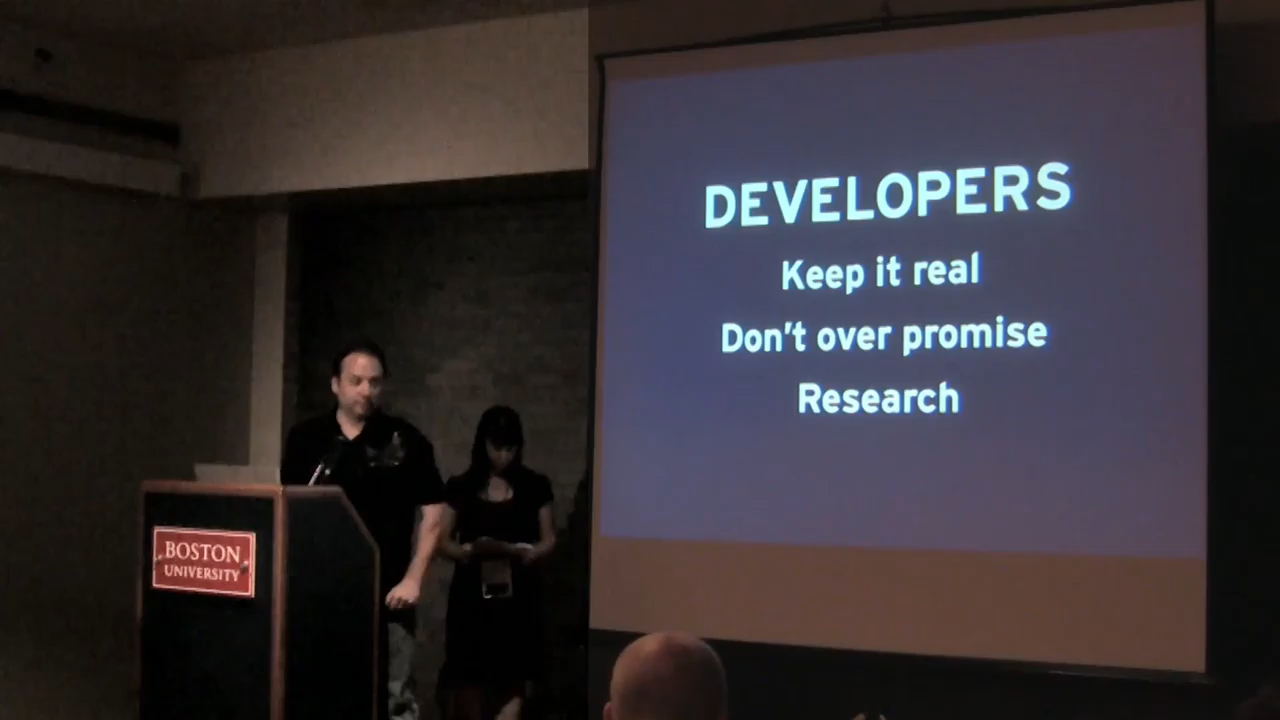 DEVELOPERS
Keep it real
Don't over promise
Research
BOSTON
UNIVERSITY